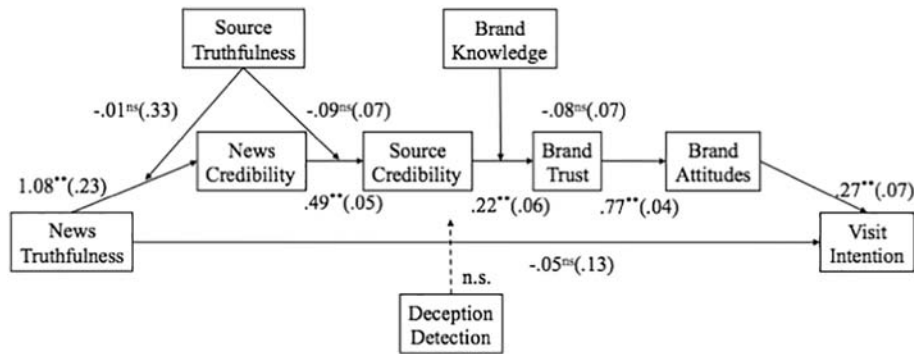 Source
Truthfulness
Brand
Knowledge
-.01ns(.33)
-.09ns(.07)
-.08ns(.07)
News
Credibility
Source
Credibility
Brand
Trust
Brand
Attitudes
1.08**(.23)
.49**(.05)
.22**(.06)
.77**(.04)
.27**(.07)
News
Truthfulness
Visit
Intention
-.05ns(.13)
n.s.
Deception
Detection